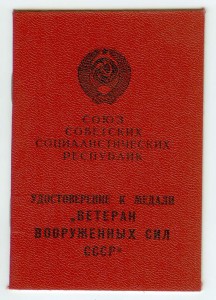 СОЮЗ
СОВЕТСКИХ
СОЦИАЛИСТИЧЕСКИХ
РЕСПУБЛИК
УДОСТОВЕРЕНИЕ К МЕДАЛИ
„ВЕТЕРАН
ВООРУЖЕННЫХ СИЛ
СССР“